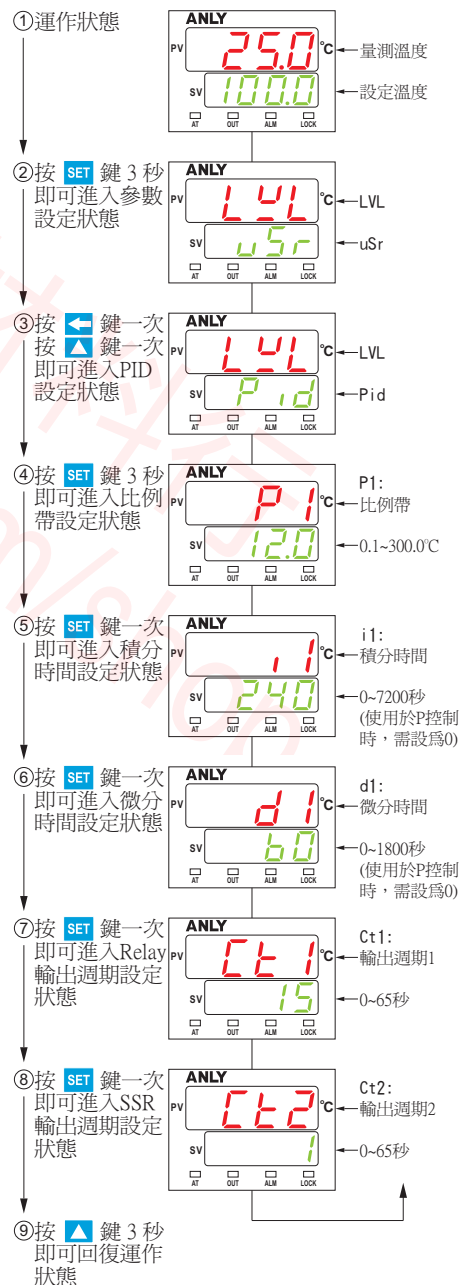 ①運作狀態
ANLY
PV 25.0 °C 量測溫度
SV 100.0 設定溫度
AT OUT ALM LOCK
②按 SET 鍵 3 秒
即可進入參數
設定狀態
ANLY
PV LVL °C LVL
SV uSr uSr
AT OUT ALM LOCK
③按 ← 鍵一次
按 ▲ 鍵一次
即可進入PID
設定狀態
ANLY
PV LVL °C LVL
SV Pid Pid
AT OUT ALM LOCK
④按 SET 鍵 3 秒
即可進入比例
帶設定狀態
ANLY
PV P1 °C
P1:
比例帶
SV 12.0 0.1~300.0℃
AT OUT ALM LOCK
⑤按 SET 鍵一次
即可進入積分
時間設定狀態
ANLY
PV i1 °C
i1:
積分時間
SV 240 0~7200秒
(使用於P控制
時，需設爲0)
AT OUT ALM LOCK
⑥按 SET 鍵一次
即可進入微分
時間設定狀態
ANLY
PV d1 °C
d1:
微分時間
SV 60 0~1800秒
(使用於P控制
時，需設爲0)
AT OUT ALM LOCK
⑦按 SET 鍵一次
即可進入Relay
輸出週期設定
狀態
ANLY
PV Ct1 °C
Ct1:
輸出週期1
SV 15 0~65秒
AT OUT ALM LOCK
⑧按 SET 鍵一次
即可進入SSR
輸出週期設定
狀態
ANLY
PV Ct2 °C
Ct2:
輸出週期2
SV 1 0~65秒
AT OUT ALM LOCK
⑨按 ▲ 鍵 3 秒
即可回復運作
狀態